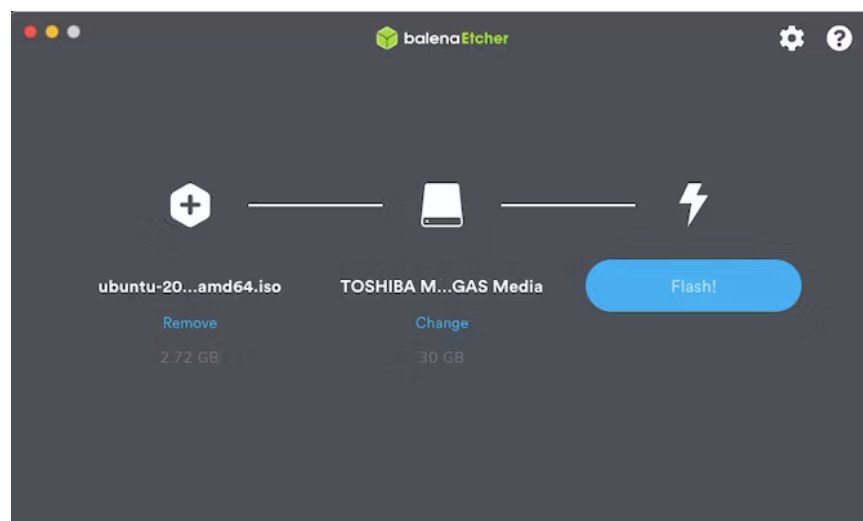 balenaEtcher
ubuntu-20...amd64.iso
TOSHIBA M...GAS Media
Flash!
Remove
Change
2.72 GB
30 GB